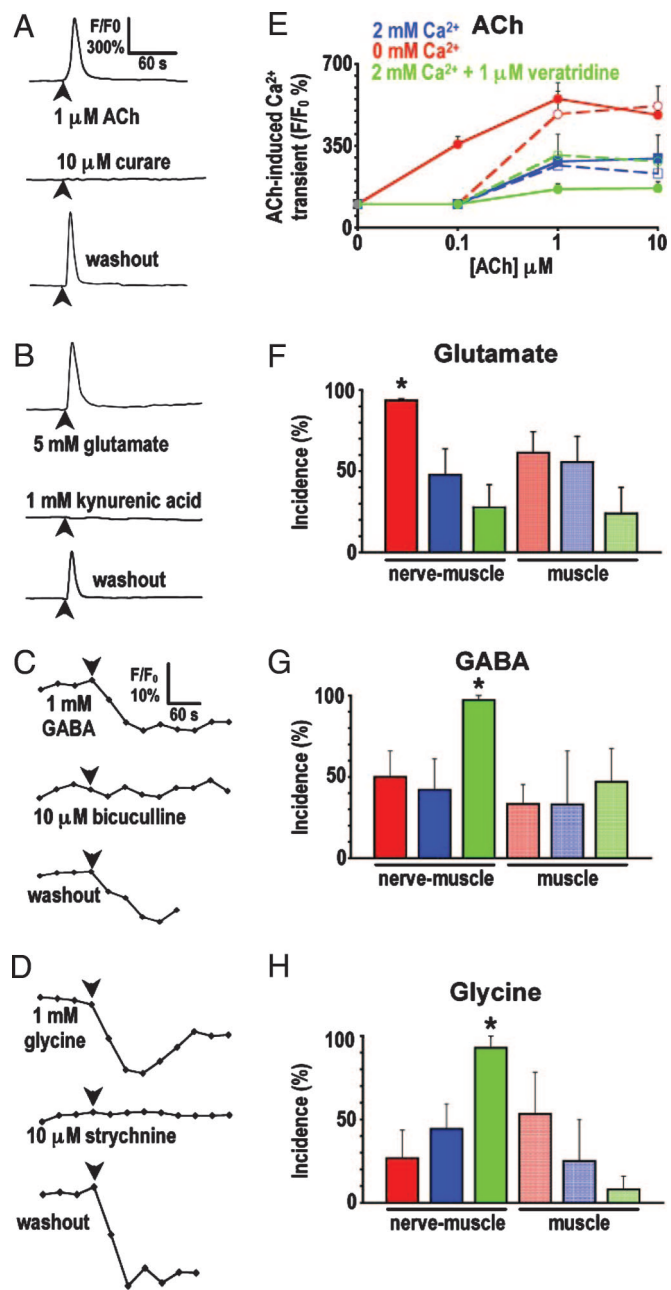 A
F/F0
300%
60 s
1 μM ACh
10 μM curare
washout
B
5 mM glutamate
1 mM kynurenic acid
washout
C
F/F₀
10%
60 s
1 mM
GABA
10 μM bicuculline
washout
D
1 mM
glycine
10 μM strychnine
washout
E
2 mM Ca²⁺
ACh
0 mM Ca²⁺
2 mM Ca²⁺ + 1 μM veratridine
ACh-induced Ca²⁺
transient (F/F₀ %)
700
350
0
0
0.1
1
10
[ACh] μM
F
Glutamate
Incidence (%)
100
*
50
0
nerve-muscle
muscle
G
GABA
Incidence (%)
100
*
50
0
nerve-muscle
muscle
H
Glycine
Incidence (%)
100
*
50
0
nerve-muscle
muscle